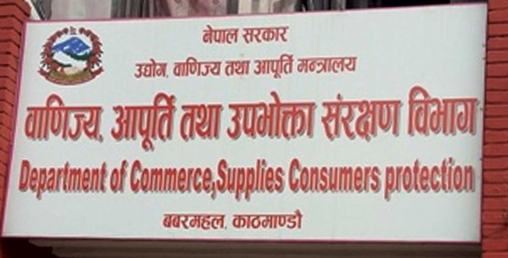 नेपाल सरकार
उद्योग, वाणिज्य तथा आपूर्ति मन्त्रालय
वाणिज्य, आपूर्ति तथा उपभोक्ता संरक्षण विभाग
Department of Commerce,Supplies Consumers protection
बबरमहल, काठमाण्डौ